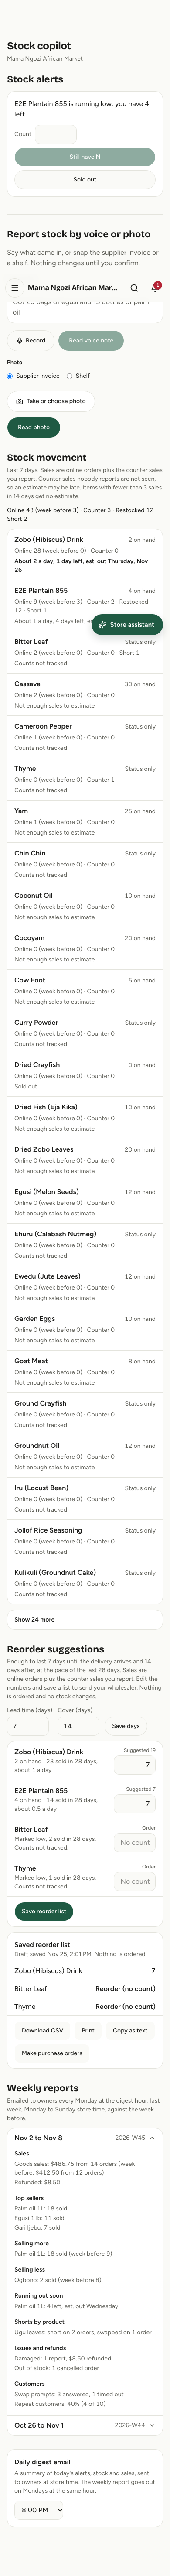 Stock copilot
Mama Ngozi African Market
Stock alerts
E2E Plantain 855 is running low; you have 4
left
Count
Still have N
Sold out
Report stock by voice or photo
Say what came in, or snap the supplier invoice or
a shelf. Nothing changes until you confirm.
Mama Ngozi African Mar...
1
oil
Record
Read voice note
Photo
Supplier invoice
Shelf
Take or choose photo
Read photo
Stock movement
Last 7 days. Sales are online orders plus the counter sales
you report. Counter sales nobody reports are not seen,
so an estimate may be late. Items with fewer than 3 sales
in 14 days get no estimate.
Online 43 (week before 3) · Counter 3 · Restocked 12 ·
Short 2
Zobo (Hibiscus) Drink
2 on hand
Online 28 (week before 0) · Counter 0
About 2 a day, 1 day left, est. out Thursday, Nov
26
E2E Plantain 855
4 on hand
Online 9 (week before 3) · Counter 2 · Restocked
12 · Short 1
About 1 a day, 4 days left,
Store assistant
Bitter Leaf
Status only
Online 2 (week before 0) · Counter 0 · Short 1
Counts not tracked
Cassava
30 on hand
Online 2 (week before 0) · Counter 0
Not enough sales to estimate
Cameroon Pepper
Status only
Online 1 (week before 0) · Counter 0
Counts not tracked
Thyme
Status only
Online 0 (week before 0) · Counter 1
Counts not tracked
Yam
25 on hand
Online 1 (week before 0) · Counter 0
Not enough sales to estimate
Chin Chin
Status only
Online 0 (week before 0) · Counter 0
Counts not tracked
Coconut Oil
10 on hand
Online 0 (week before 0) · Counter 0
Not enough sales to estimate
Cocoyam
20 on hand
Online 0 (week before 0) · Counter 0
Not enough sales to estimate
Cow Foot
5 on hand
Online 0 (week before 0) · Counter 0
Not enough sales to estimate
Curry Powder
Status only
Online 0 (week before 0) · Counter 0
Counts not tracked
Dried Crayfish
0 on hand
Online 0 (week before 0) · Counter 0
Sold out
Dried Fish (Eja Kika)
10 on hand
Online 0 (week before 0) · Counter 0
Not enough sales to estimate
Dried Zobo Leaves
20 on hand
Online 0 (week before 0) · Counter 0
Not enough sales to estimate
Egusi (Melon Seeds)
12 on hand
Online 0 (week before 0) · Counter 0
Not enough sales to estimate
Ehuru (Calabash Nutmeg)
Status only
Online 0 (week before 0) · Counter 0
Counts not tracked
Ewedu (Jute Leaves)
12 on hand
Online 0 (week before 0) · Counter 0
Not enough sales to estimate
Garden Eggs
10 on hand
Online 0 (week before 0) · Counter 0
Not enough sales to estimate
Goat Meat
8 on hand
Online 0 (week before 0) · Counter 0
Not enough sales to estimate
Ground Crayfish
Status only
Online 0 (week before 0) · Counter 0
Counts not tracked
Groundnut Oil
12 on hand
Online 0 (week before 0) · Counter 0
Not enough sales to estimate
Iru (Locust Bean)
Status only
Online 0 (week before 0) · Counter 0
Counts not tracked
Jollof Rice Seasoning
Status only
Online 0 (week before 0) · Counter 0
Counts not tracked
Kulikuli (Groundnut Cake)
Status only
Online 0 (week before 0) · Counter 0
Counts not tracked
Show 24 more
Reorder suggestions
Enough to last 7 days until the delivery arrives and 14
days after, at the pace of the last 28 days. Sales are
online orders plus the counter sales you report. Edit the
numbers and save a list to send your wholesaler. Nothing
is ordered and no stock changes.
Lead time (days)
Cover (days)
7
14
Save days
Zobo (Hibiscus) Drink
Suggested 19
2 on hand · 28 sold in 28 days,
about 1 a day
7
E2E Plantain 855
Suggested 7
4 on hand · 14 sold in 28 days,
about 0.5 a day
7
Bitter Leaf
Order
Marked low, 2 sold in 28 days.
Counts not tracked.
No count
Thyme
Order
Marked low, 1 sold in 28 days.
Counts not tracked.
No count
Save reorder list
Saved reorder list
Draft saved Nov 25, 2:01 PM. Nothing is ordered.
Zobo (Hibiscus) Drink
7
Bitter Leaf
Reorder (no count)
Thyme
Reorder (no count)
Download CSV
Print
Copy as text
Make purchase orders
Weekly reports
Emailed to owners every Monday at the digest hour: last
week, Monday to Sunday store time, against the week
before.
Nov 2 to Nov 8
2026-W45
Sales
Goods sales: $486.75 from 14 orders (week
before: $412.50 from 12 orders)
Refunded: $8.50
Top sellers
Palm oil 1L: 18 sold
Egusi 1 lb: 11 sold
Gari Ijebu: 7 sold
Selling more
Palm oil 1L: 18 sold (week before 9)
Selling less
Ogbono: 2 sold (week before 8)
Running out soon
Palm oil 1L: 4 left, est. out Wednesday
Shorts by product
Ugu leaves: short on 2 orders, swapped on 1 order
Issues and refunds
Damaged: 1 report, $8.50 refunded
Out of stock: 1 cancelled order
Customers
Swap prompts: 3 answered, 1 timed out
Repeat customers: 40% (4 of 10)
Oct 26 to Nov 1
2026-W44
Daily digest email
A summary of today's alerts, stock and sales, sent
to owners at store time. The weekly report goes out
on Mondays at the same hour.
8:00 PM